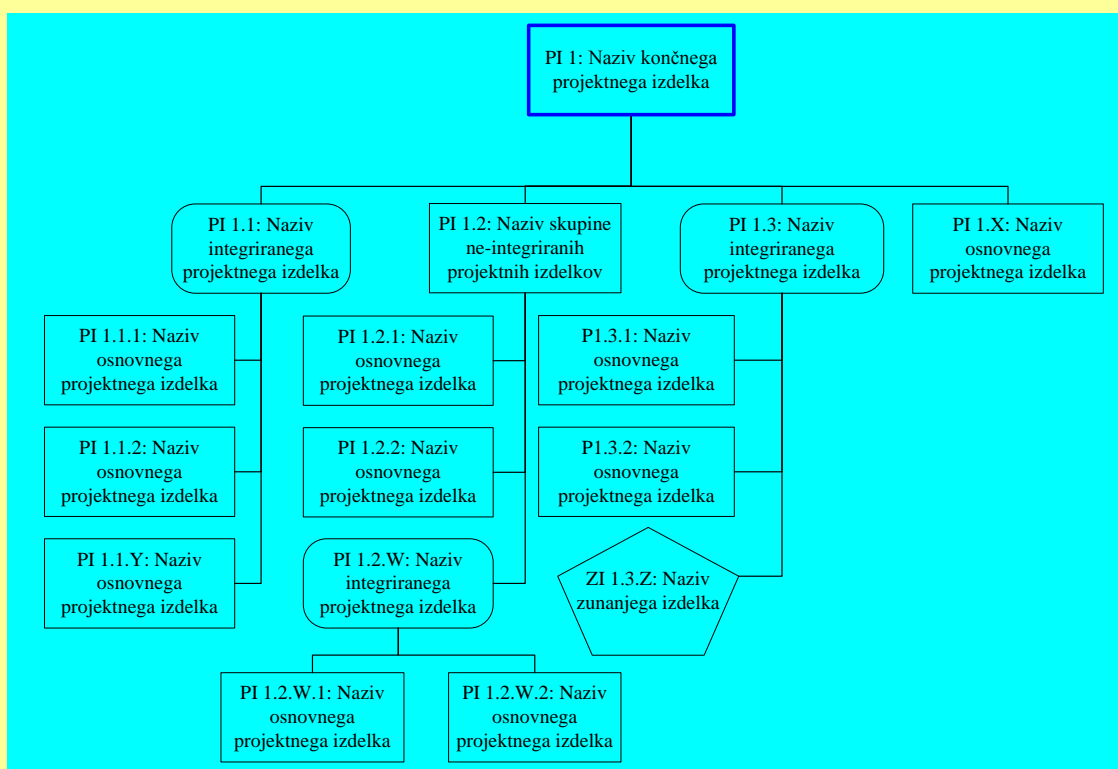 PI 1: Naziv končnega
projektnega izdelka
PI 1.1: Naziv
integriranega
projektnega izdelka
PI 1.2: Naziv skupine
ne-integriranih
projektnih izdelkov
PI 1.3: Naziv
integriranega
projektnega izdelka
PI 1.X: Naziv
osnovnega
projektnega izdelka
PI 1.1.1: Naziv
osnovnega
projektnega izdelka
PI 1.2.1: Naziv
osnovnega
projektnega izdelka
P1.3.1: Naziv
osnovnega
projektnega izdelka
PI 1.1.2: Naziv
osnovnega
projektnega izdelka
PI 1.2.2: Naziv
osnovnega
projektnega izdelka
P1.3.2: Naziv
osnovnega
projektnega izdelka
PI 1.1.Y: Naziv
osnovnega
projektnega izdelka
PI 1.2.W: Naziv
integriranega
projektnega izdelka
ZI 1.3.Z: Naziv
zunanjega izdelka
PI 1.2.W.1: Naziv
osnovnega
projektnega izdelka
PI 1.2.W.2: Naziv
osnovnega
projektnega izdelka